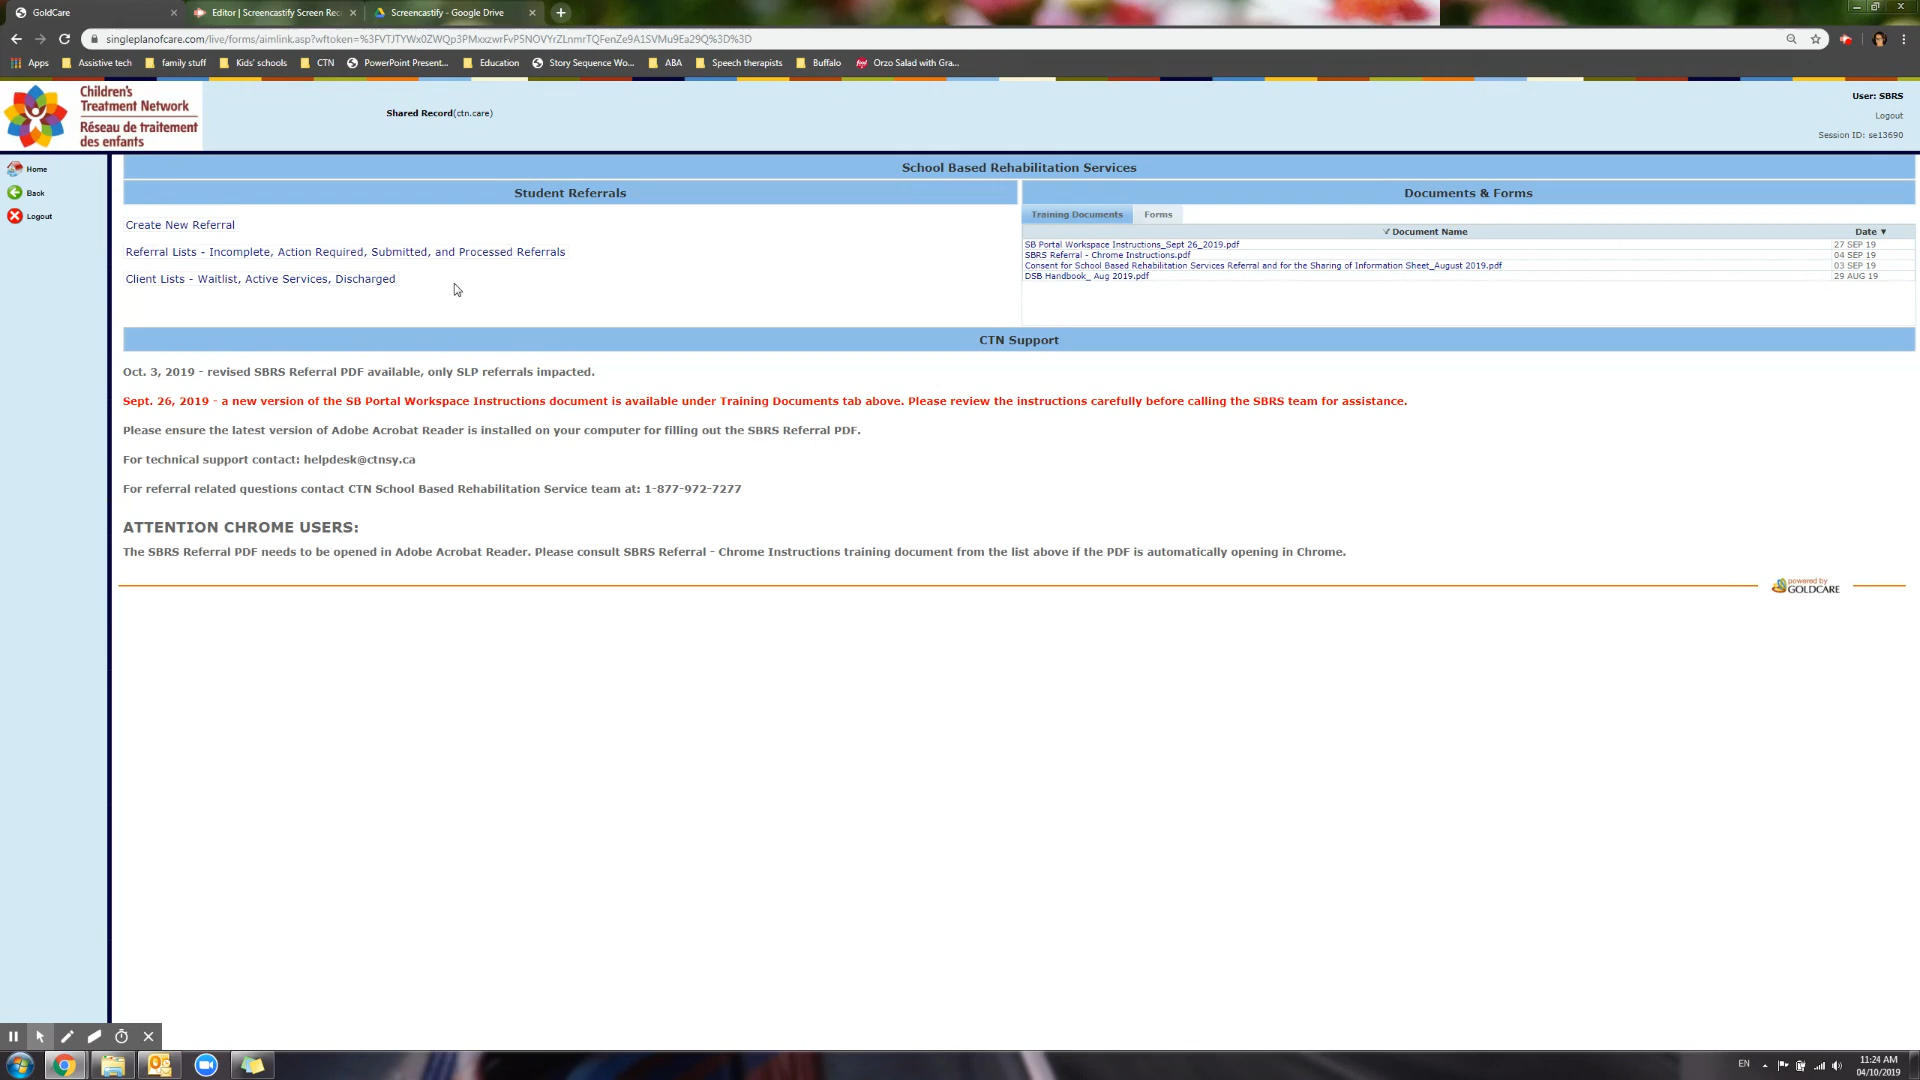 GoldCare
Editor | Screencastify Screen Rec
Screencastify - Google Drive
singleplanofcare.com/live/forms/aimlink.asp?wftoken=%3FVTJTYWx0ZWQp3PMxxzwrFvP5NOVYrZLnmrTQFenZe9A1SVMu9Ea29Q%3D%3D
Apps Assistive tech family stuff Kids' schools CTN PowerPoint Present... Education Story Sequence Wo... ABA Speech therapists Buffalo Orzo Salad with Gra...
Children's
Treatment Network
Réseau de traitement
des enfants
Shared Record(ctn.care)
User: SBRS
Logout
Session ID: se13690
Home
Back
Logout
School Based Rehabilitation Services
Student Referrals
Create New Referral
Referral Lists - Incomplete, Action Required, Submitted, and Processed Referrals
Client Lists - Waitlist, Active Services, Discharged
Documents & Forms
Training Documents Forms
Document Name Date ▼
SB Portal Workspace Instructions_Sept 26_2019.pdf 27 SEP 19
SBRS Referral - Chrome Instructions.pdf 04 SEP 19
Consent for School Based Rehabilitation Services Referral and for the Sharing of Information Sheet_August 2019.pdf 03 SEP 19
DSB Handbook_ Aug 2019.pdf 29 AUG 19
CTN Support
Oct. 3, 2019 - revised SBRS Referral PDF available, only SLP referrals impacted.
Sept. 26, 2019 - a new version of the SB Portal Workspace Instructions document is available under Training Documents tab above. Please review the instructions carefully before calling the SBRS team for assistance.
Please ensure the latest version of Adobe Acrobat Reader is installed on your computer for filling out the SBRS Referral PDF.
For technical support contact: helpdesk@ctnsy.ca
For referral related questions contact CTN School Based Rehabilitation Service team at: 1-877-972-7277
ATTENTION CHROME USERS:
The SBRS Referral PDF needs to be opened in Adobe Acrobat Reader. Please consult SBRS Referral - Chrome Instructions training document from the list above if the PDF is automatically opening in Chrome.
powered by
GOLDCARE
EN
11:24 AM
04/10/2019